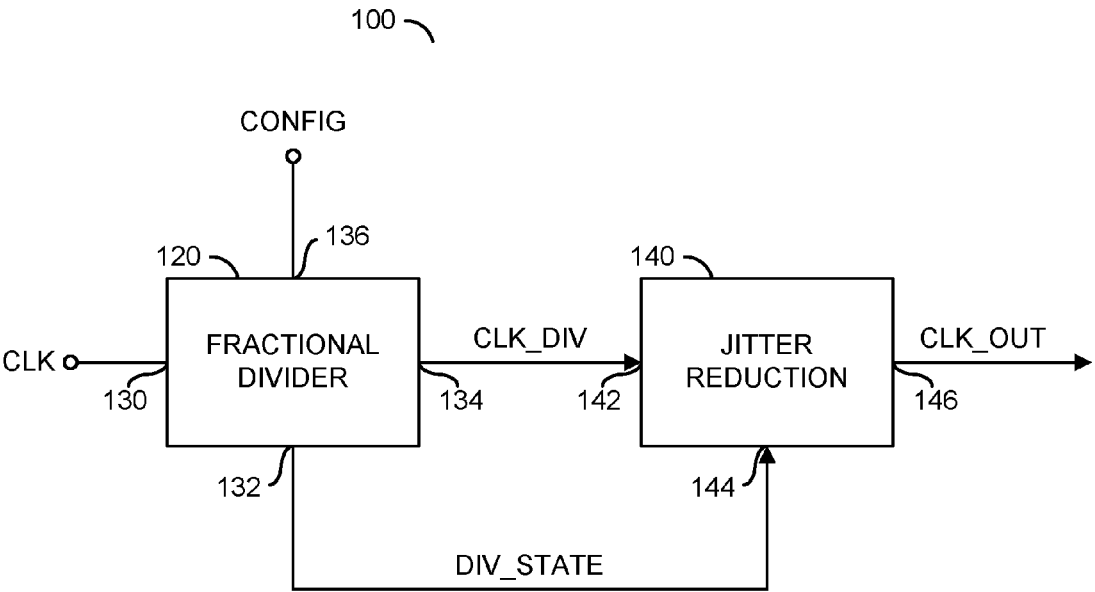 100
CONFIG
136
120
140
FRACTIONAL
DIVIDER
CLK_DIV
JITTER
REDUCTION
CLK_OUT
CLK
130
134
142
146
132
144
DIV_STATE